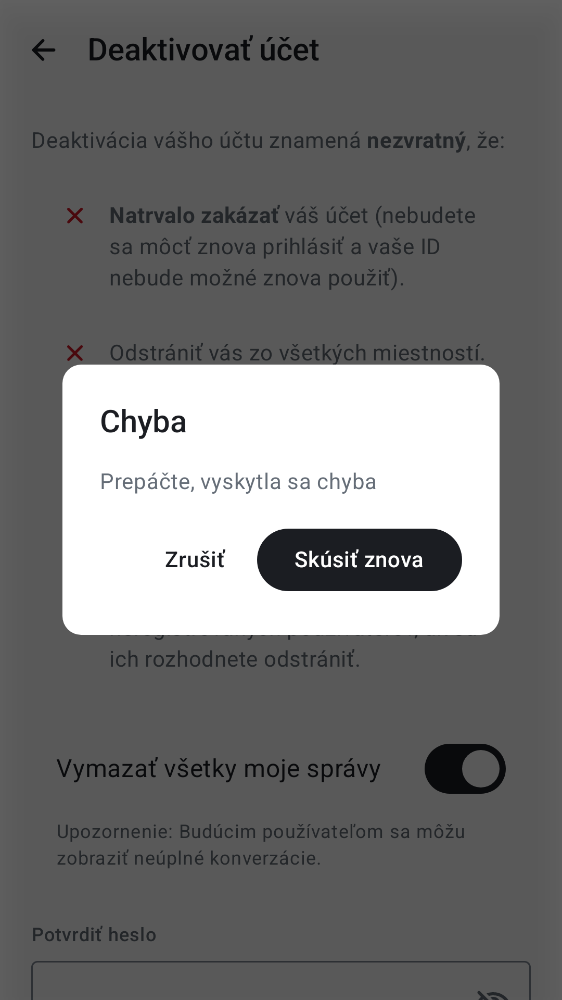 Deaktivovať účet
Deaktivácia vášho účtu znamená nezvratný, že:
Natrvalo zakázať váš účet (nebudete
sa môcť znova prihlásiť a vaše ID
nebude možné znova použiť).
Odstrániť vás zo všetkých miestností.
Chyba
Prepáčte, vyskytla sa chyba
Zrušiť
Skúsiť znova
ich rozhodnete odstrániť.
Vymazať všetky moje správy
Upozornenie: Budúcim používateľom sa môžu
zobraziť neúplné konverzácie.
Potvrdiť heslo